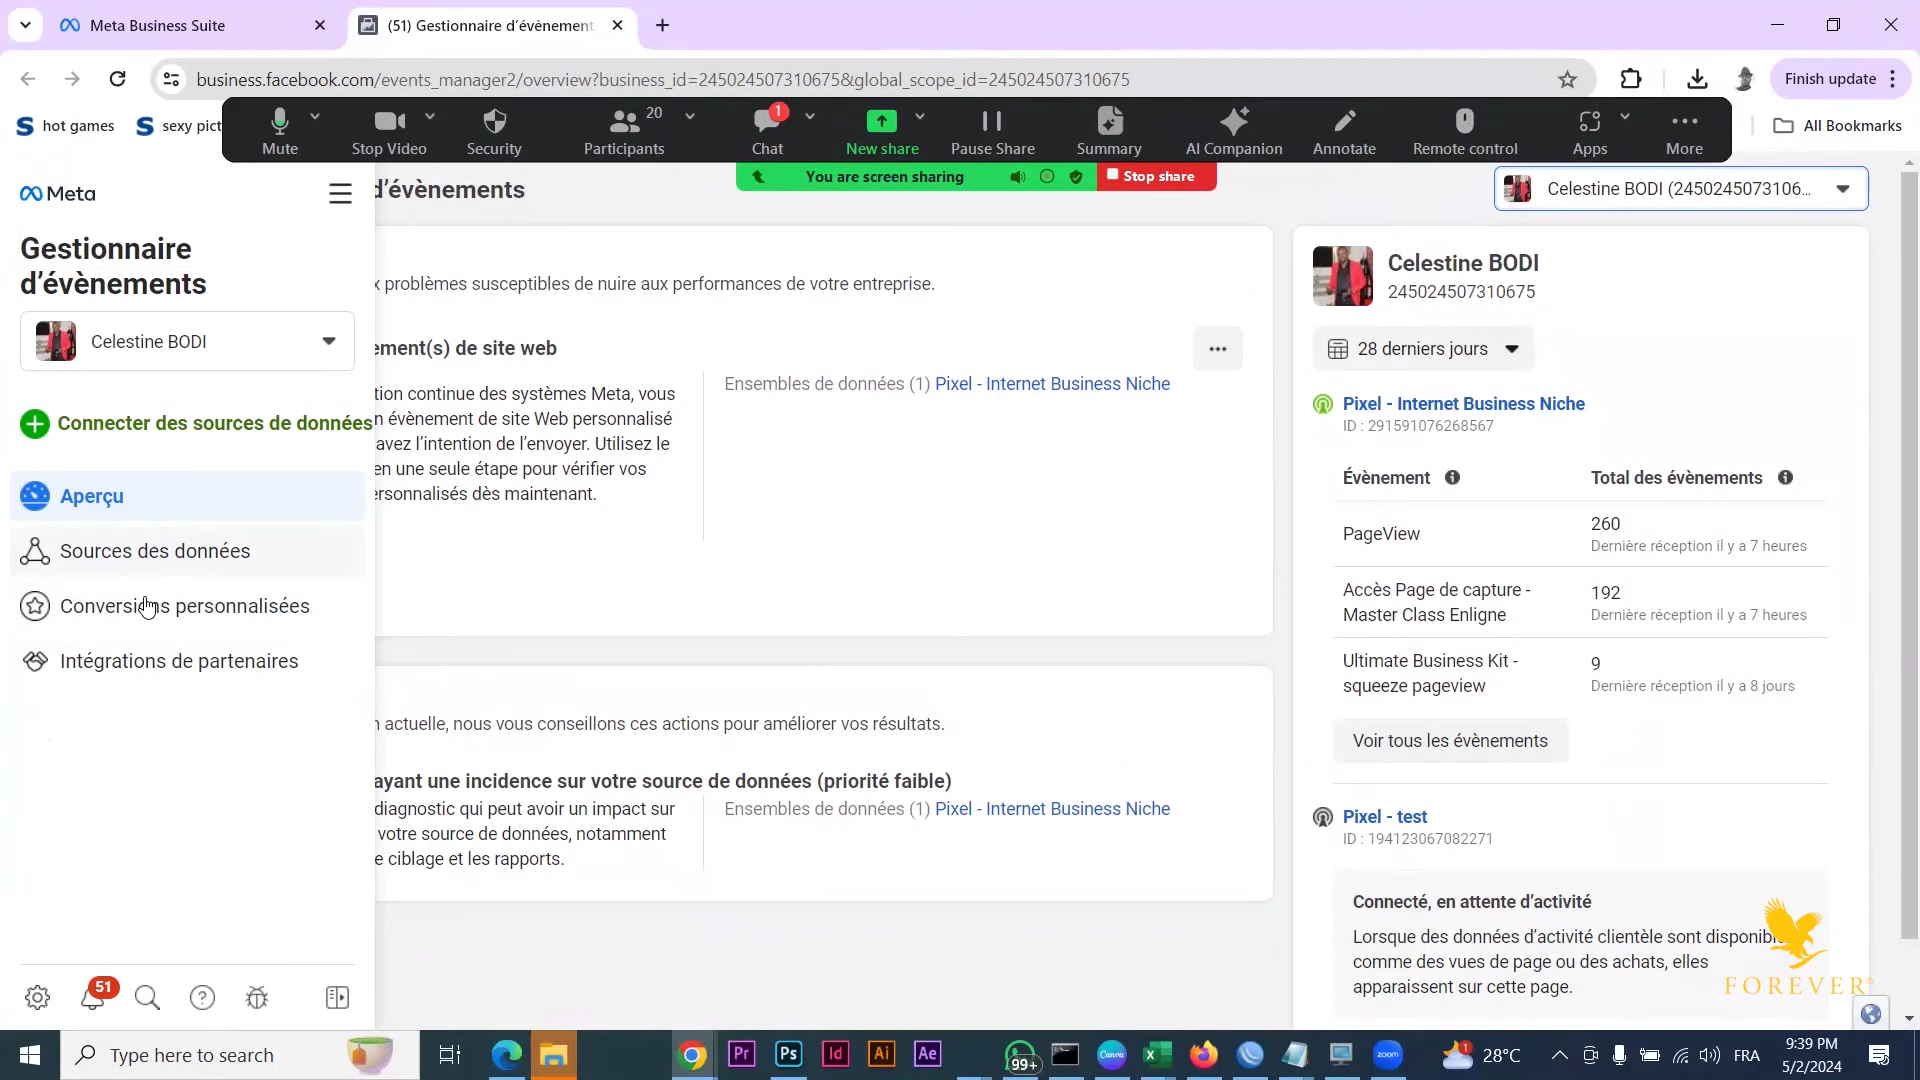 Meta Business Suite
(51) Gestionnaire d'évènement
business.facebook.com/events_manager2/overview?business_id=245024507310675&global_scope_id=245024507310675
Finish update
hot games
sexy pict
All Bookmarks
Mute
Stop Video
Security
20
Participants
1
Chat
New share
Pause Share
Summary
AI Companion
Annotate
Remote control
Apps
More
You are screen sharing
Stop share
Meta
d'évènements
Celestine BODI (2450245073106...
Gestionnaire
d'évènements
Celestine BODI
Connecter des sources de données
Aperçu
Sources des données
Conversions personnalisées
Intégrations de partenaires
51
x problèmes susceptibles de nuire aux performances de votre entreprise.
ement(s) de site web
tion continue des systèmes Meta, vous
n évènement de site Web personnalisé
avez l'intention de l'envoyer. Utilisez le
en une seule étape pour vérifier vos
ersonnalisés dès maintenant.
Ensembles de données (1) Pixel - Internet Business Niche
n actuelle, nous vous conseillons ces actions pour améliorer vos résultats.
ayant une incidence sur votre source de données (priorité faible)
diagnostic qui peut avoir un impact sur
votre source de données, notamment
e ciblage et les rapports.
Ensembles de données (1) Pixel - Internet Business Niche
Celestine BODI
245024507310675
28 derniers jours
Pixel - Internet Business Niche
ID : 291591076268567
Évènement
Total des évènements
PageView
260
Dernière réception il y a 7 heures
Accès Page de capture -
Master Class Enligne
192
Dernière réception il y a 7 heures
Ultimate Business Kit -
squeeze pageview
9
Dernière réception il y a 8 jours
Voir tous les évènements
Pixel - test
ID : 194123067082271
Connecté, en attente d'activité
Lorsque des données d'activité clientèle sont disponib
comme des vues de page ou des achats, elles
apparaissent sur cette page.
FOREVER
Type here to search
Pr
Ps
Id
Ai
Ae
99+
Canva
zoom
1
28°C
FRA
9:39 PM
5/2/2024